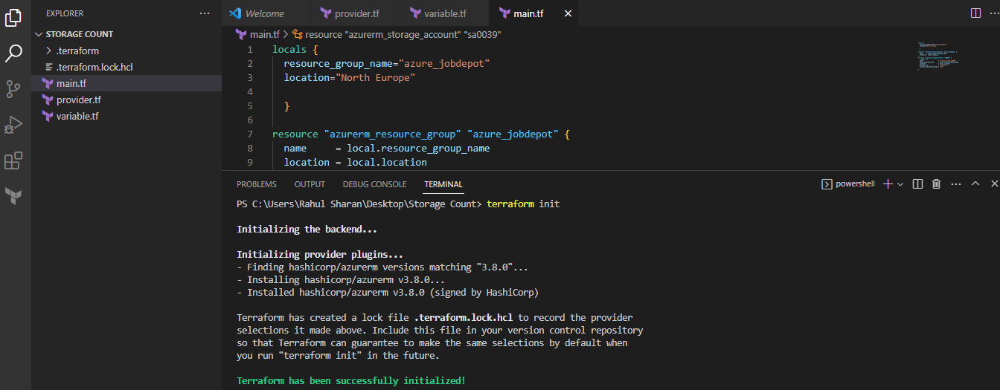 EXPLORER
STORAGE COUNT
.terraform
.terraform.lock.hcl
main.tf
provider.tf
variable.tf
Welcome
provider.tf
variable.tf
main.tf
main.tf > resource "azurerm_storage_account" "sa0039"
1 locals {
2 resource_group_name="azure_jobdepot"
3 location="North Europe"
4
5 }
6
7 resource "azurerm_resource_group" "azure_jobdepot" {
8 name = local.resource_group_name
9 location = local.location
PROBLEMS OUTPUT DEBUG CONSOLE TERMINAL
powershell
PS C:\Users\Rahul Sharan\Desktop\Storage Count> terraform init
Initializing the backend...
Initializing provider plugins...
- Finding hashicorp/azurerm versions matching "3.8.0"...
- Installing hashicorp/azurerm v3.8.0...
- Installed hashicorp/azurerm v3.8.0 (signed by HashiCorp)
Terraform has created a lock file .terraform.lock.hcl to record the provider
selections it made above. Include this file in your version control repository
so that Terraform can guarantee to make the same selections by default when
you run "terraform init" in the future.
Terraform has been successfully initialized!